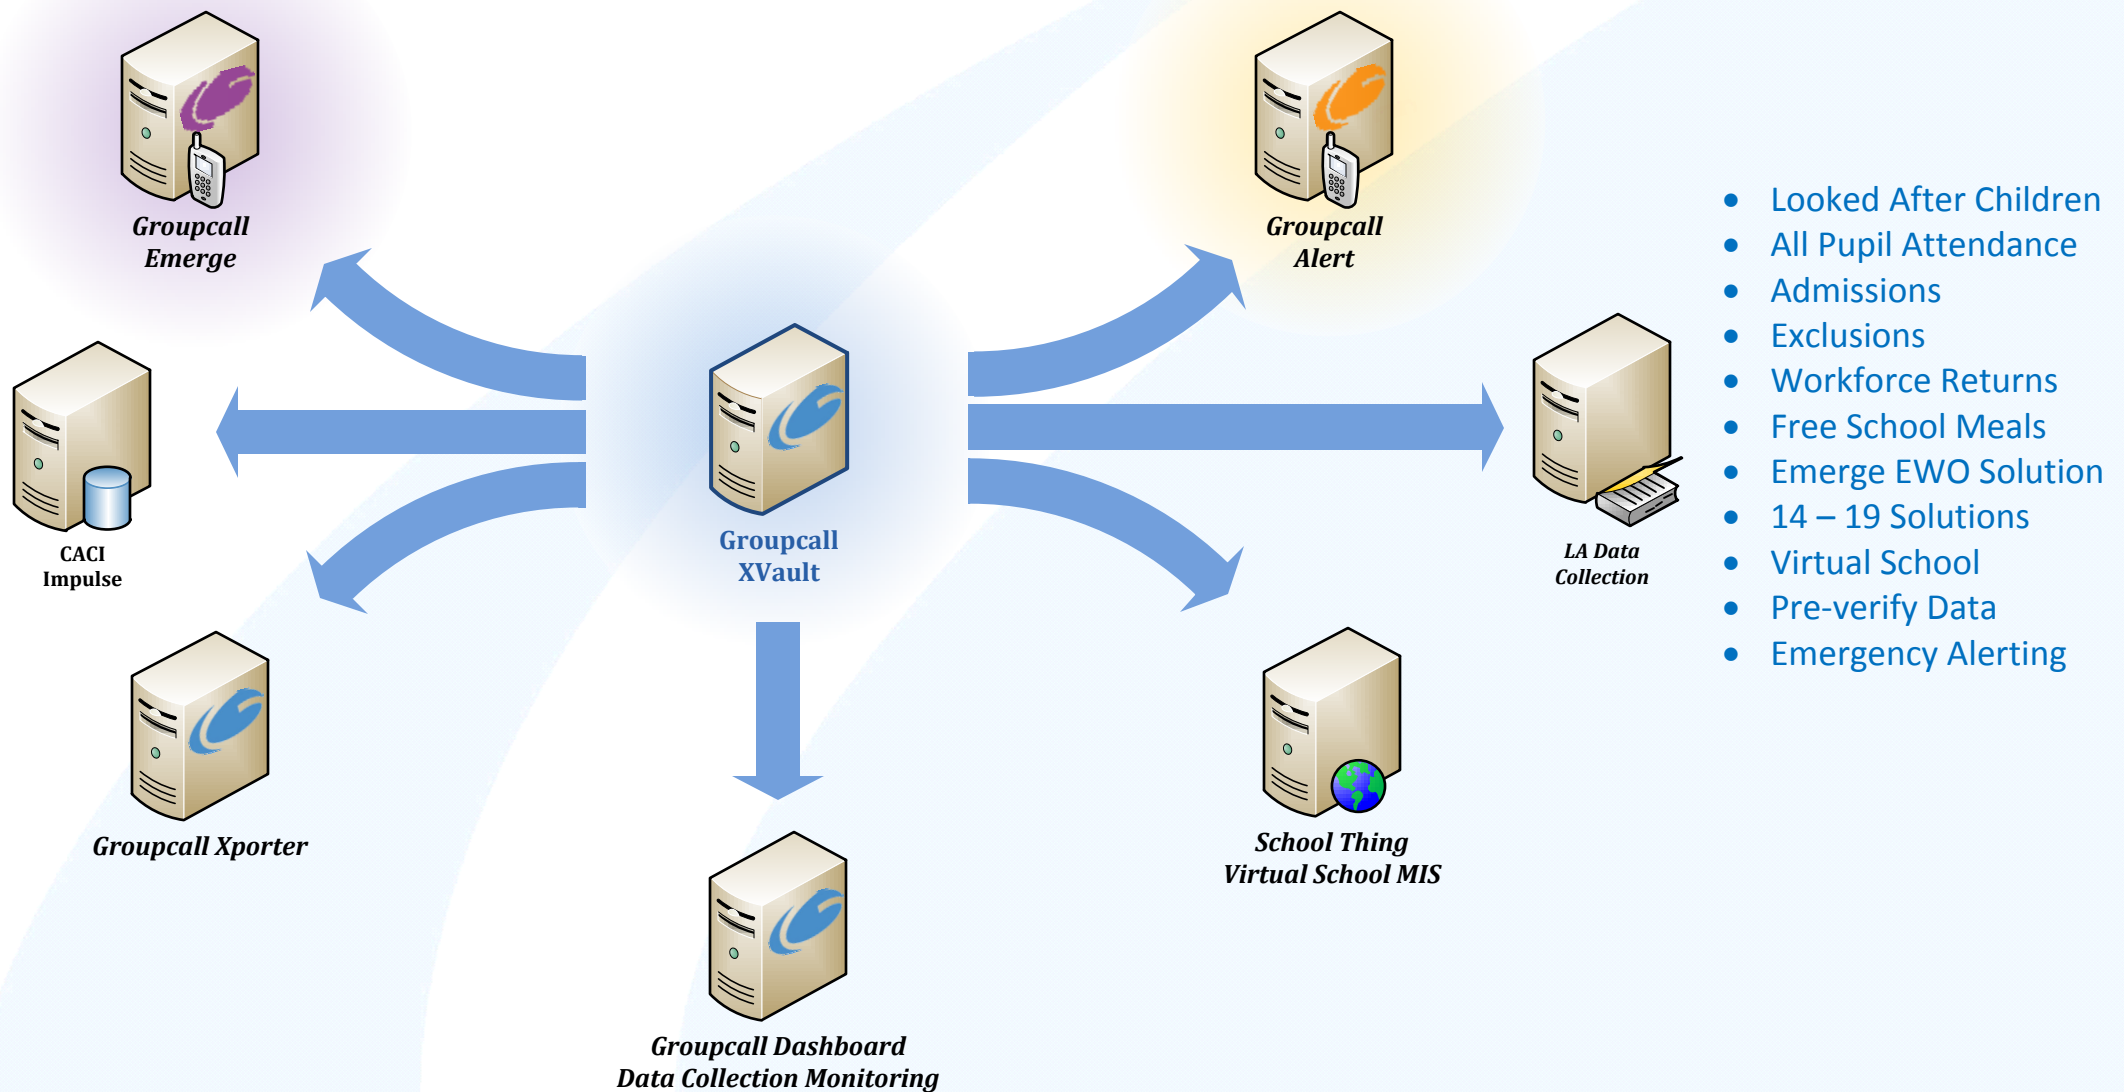 Groupcall
Emerge
Groupcall
Alert
CACI
Impulse
Groupcall
XVault
LA Data
Collection
Groupcall Xporter
School Thing
Virtual School MIS
Groupcall Dashboard
Data Collection Monitoring
• Looked After Children
• All Pupil Attendance
• Admissions
• Exclusions
• Workforce Returns
• Free School Meals
• Emerge EWO Solution
• 14 – 19 Solutions
• Virtual School
• Pre-verify Data
• Emergency Alerting